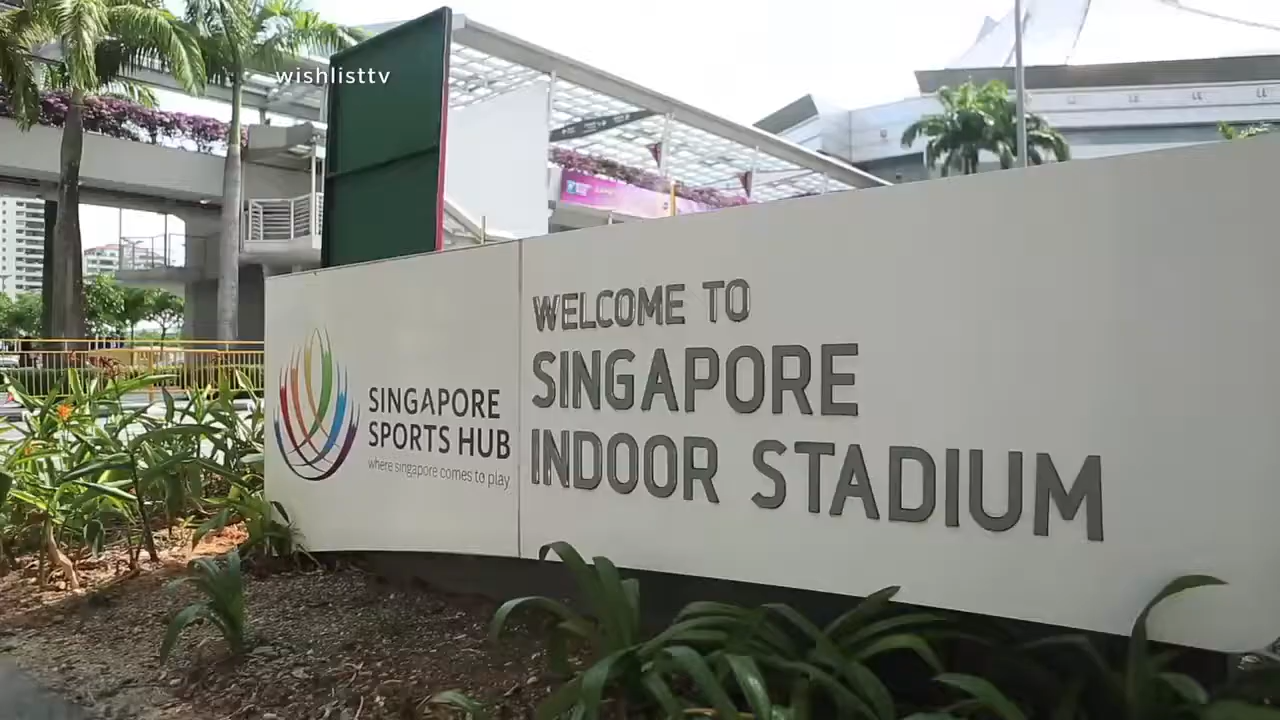 wishlisttv
WELCOME TO
SINGAPORE
INDOOR STADIUM
SINGAPORE
SPORTS HUB
where singapore comes to play